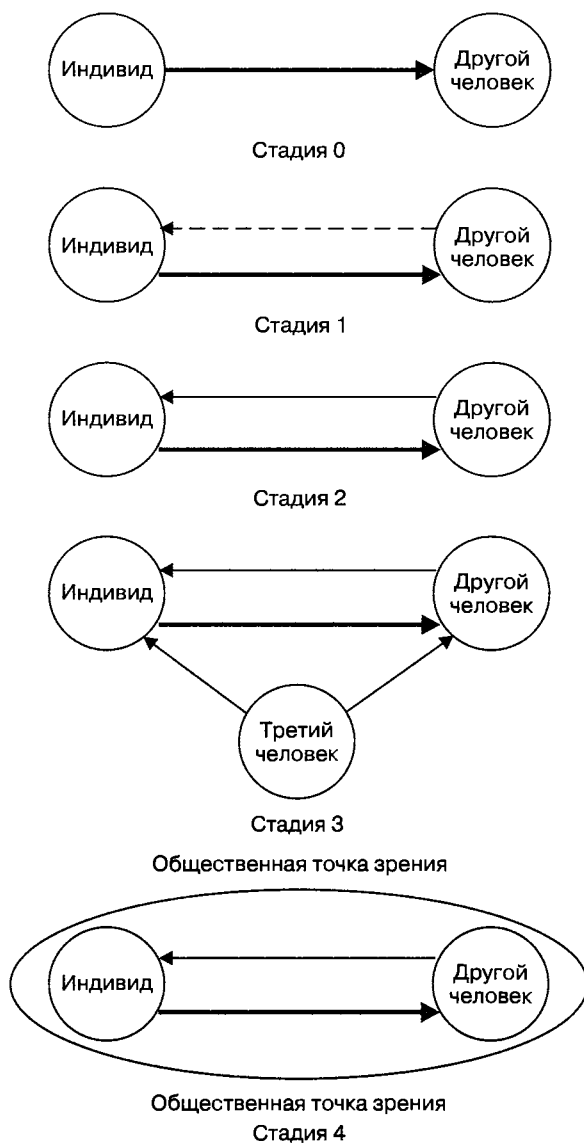 Индивид
Другой
человек
Стадия 0
Индивид
Другой
человек
Стадия 1
Индивид
Другой
человек
Стадия 2
Индивид
Другой
человек
Третий
человек
Стадия 3
Общественная точка зрения
Индивид
Другой
человек
Общественная точка зрения
Стадия 4